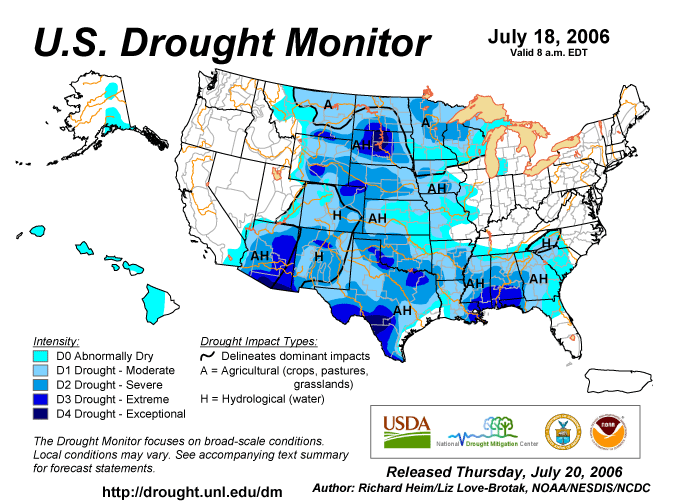 U.S. Drought Monitor
July 18, 2006
Valid 8 a.m. EDT
A
A
AH
AH
H
AH
H
AH
H
AH
AH
AH
Intensity:
D0 Abnormally Dry
D1 Drought - Moderate
D2 Drought - Severe
D3 Drought - Extreme
D4 Drought - Exceptional
Drought Impact Types:
Delineates dominant impacts
A = Agricultural (crops, pastures,
grasslands)
H = Hydrological (water)
USDA
National Drought Mitigation Center
NOAA
The Drought Monitor focuses on broad-scale conditions.
Local conditions may vary. See accompanying text summary
for forecast statements.
http://drought.unl.edu/dm
Released Thursday, July 20, 2006
Author: Richard Heim/Liz Love-Brotak, NOAA/NESDIS/NCDC